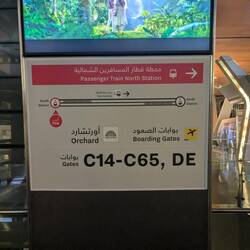 محطة قطار المسافرين الشمالية
Passenger Train North Station
أورتشارد
Orchard
بوابات الصعود
Boarding Gates
بوابات
Gates
C14-C65, DE